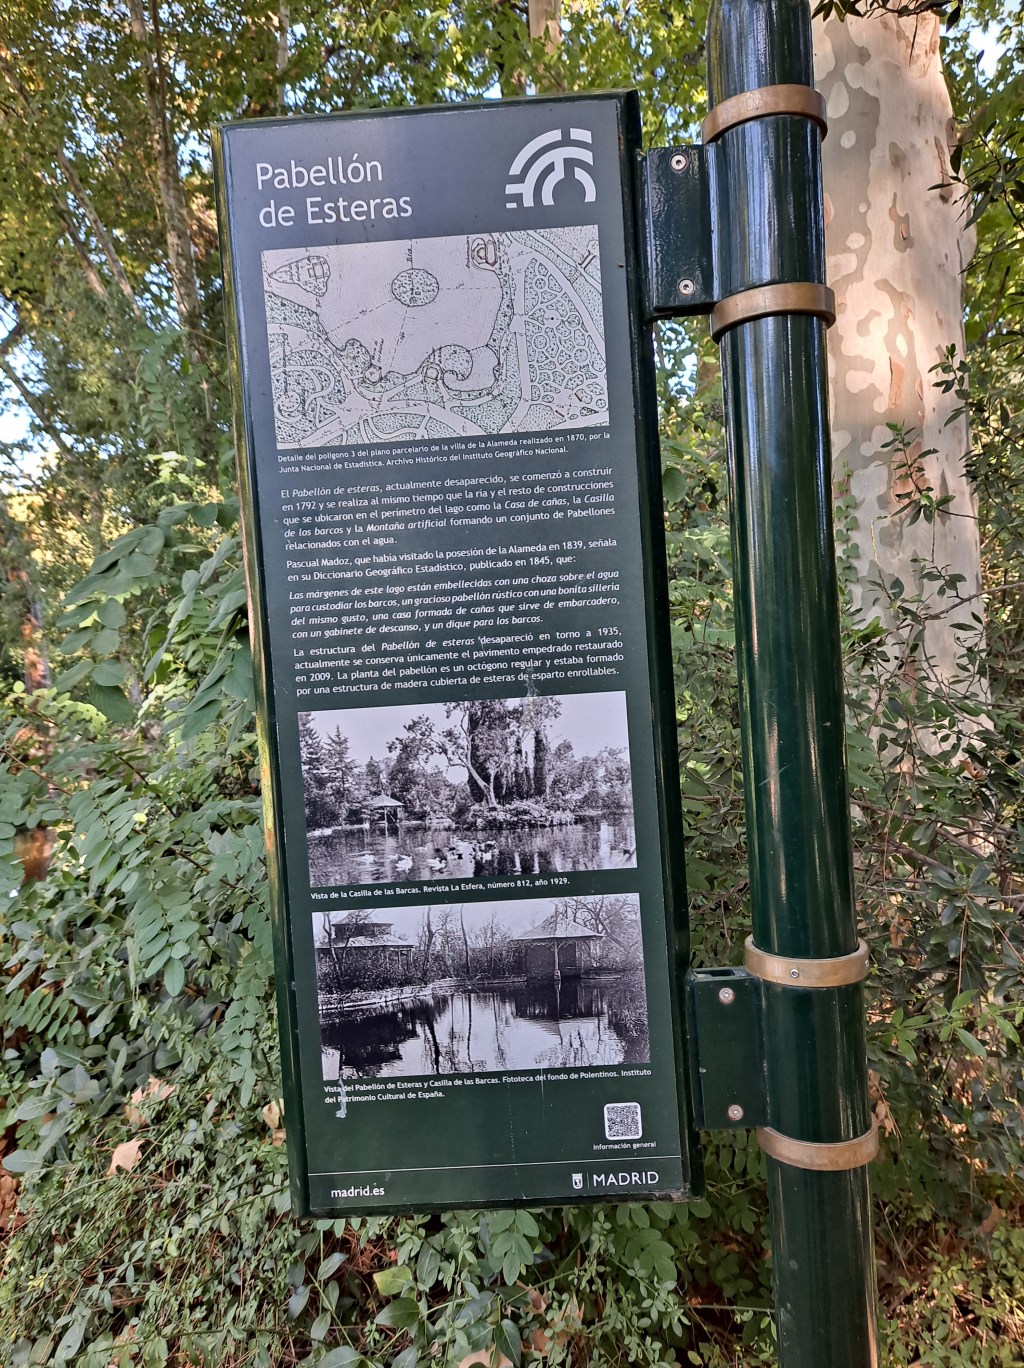 Pabellón
de Esteras
Detalle del polígono 3 del plano parcelario de la villa de la Alameda realizado en 1870, por la
Junta Nacional de Estadística. Archivo Histórico del Instituto Geográfico Nacional.
El Pabellón de esteras, actualmente desaparecido, se comenzó a construir
en 1792 y se realiza al mismo tiempo que la ría y el resto de construcciones
que se ubicaron en el perímetro del lago como la Casa de cañas, la Casilla
de los barcos y la Montaña artificial formando un conjunto de Pabellones
relacionados con el agua.
Pascual Madoz, que había visitado la posesión de la Alameda en 1839, señala
en su Diccionario Geográfico Estadístico, publicado en 1845, que:
Las márgenes de este lago están embellecidas con una choza sobre el agua
para custodiar los barcos, un gracioso pabellón rústico con una bonita sillería
del mismo gusto, una casa formada de cañas que sirve de embarcadero,
con un gabinete de descanso, y un dique para los barcos.
La estructura del Pabellón de esteras desapareció en torno a 1935,
actualmente se conserva únicamente el pavimento empedrado restaurado
en 2009. La planta del pabellón es un octógono regular y estaba formado
por una estructura de madera cubierta de esteras de esparto enrollables.
Vista de la Casilla de las Barcas. Revista La Esfera, número 812, año 1929.
Vista del Pabellón de Esteras y Casilla de las Barcas. Fototeca del fondo de Polentinos. Instituto
del Patrimonio Cultural de España.
Información general
madrid.es
MADRID